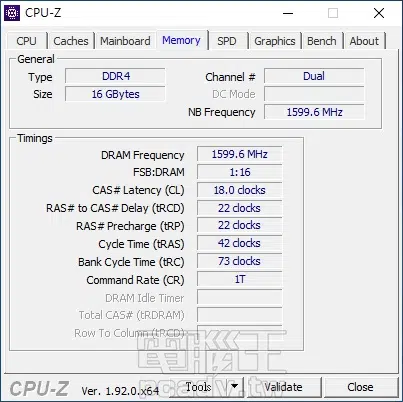 CPU-Z
CPU Caches Mainboard Memory SPD Graphics Bench About
General
Type DDR4 Channel # Dual
Size 16 GBytes DC Mode
NB Frequency 1599.6 MHz
Timings
DRAM Frequency 1599.6 MHz
FSB:DRAM 1:16
CAS# Latency (CL) 18.0 clocks
RAS# to CAS# Delay (tRCD) 22 clocks
RAS# Precharge (tRP) 22 clocks
Cycle Time (tRAS) 42 clocks
Bank Cycle Time (tRC) 73 clocks
Command Rate (CR) 1T
DRAM Idle Timer
Total CAS# (tRDRAM)
Row To Column (tRCD)
電腦王
pcadv.tw
CPU-Z Ver. 1.92.0.x64 Tools Validate Close